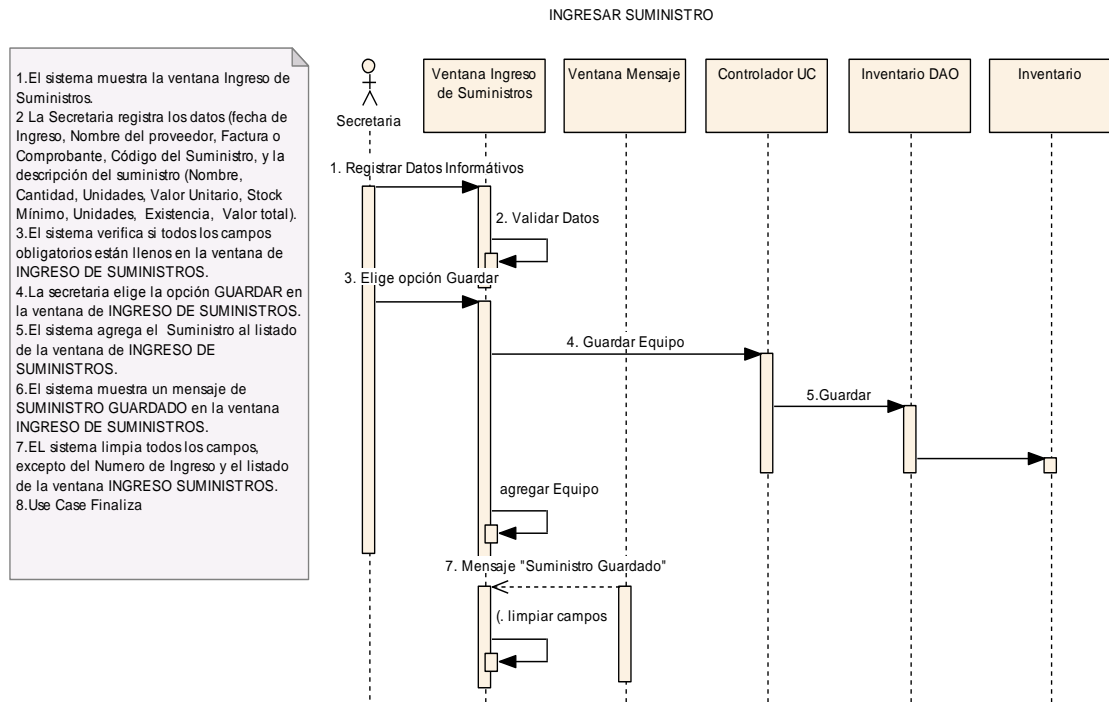 INGRESAR SUMINISTRO
1.El sistema muestra la ventana Ingreso de
Suministros.
2 La Secretaria registra los datos (fecha de
Ingreso, Nombre del proveedor, Factura o
Comprobante, Código del Suministro, y la
descripción del suministro (Nombre,
Cantidad, Unidades, Valor Unitario, Stock
Mínimo, Unidades, Existencia, Valor total).
3.El sistema verifica si todos los campos
obligatorios están llenos en la ventana de
INGRESO DE SUMINISTROS.
4.La secretaria elige la opción GUARDAR en
la ventana de INGRESO DE SUMINISTROS.
5.El sistema agrega el Suministro al listado
de la ventana de INGRESO DE
SUMINISTROS.
6.El sistema muestra un mensaje de
SUMINISTRO GUARDADO en la ventana
INGRESO DE SUMINISTROS.
7.EL sistema limpia todos los campos,
excepto del Numero de Ingreso y el listado
de la ventana INGRESO SUMINISTROS.
8.Use Case Finaliza
Secretaria
Ventana Ingreso
de Suministros
Ventana Mensaje
Controlador UC
Inventario DAO
Inventario
1. Registrar Datos Informátivos
2. Validar Datos
3. Elige opción Guardar
4. Guardar Equipo
5.Guardar
agregar Equipo
7. Mensaje "Suministro Guardado"
(. limpiar campos